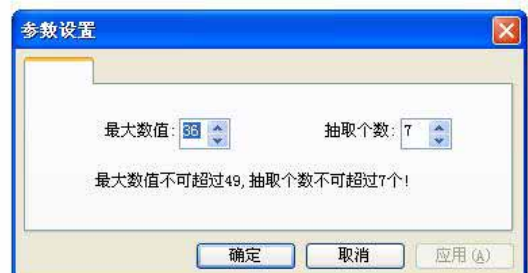 参数设置
最大数值: 36 抽取个数: 7
最大数值不可超过49,抽取个数不可超过7个!
确定 取消 应用(A)